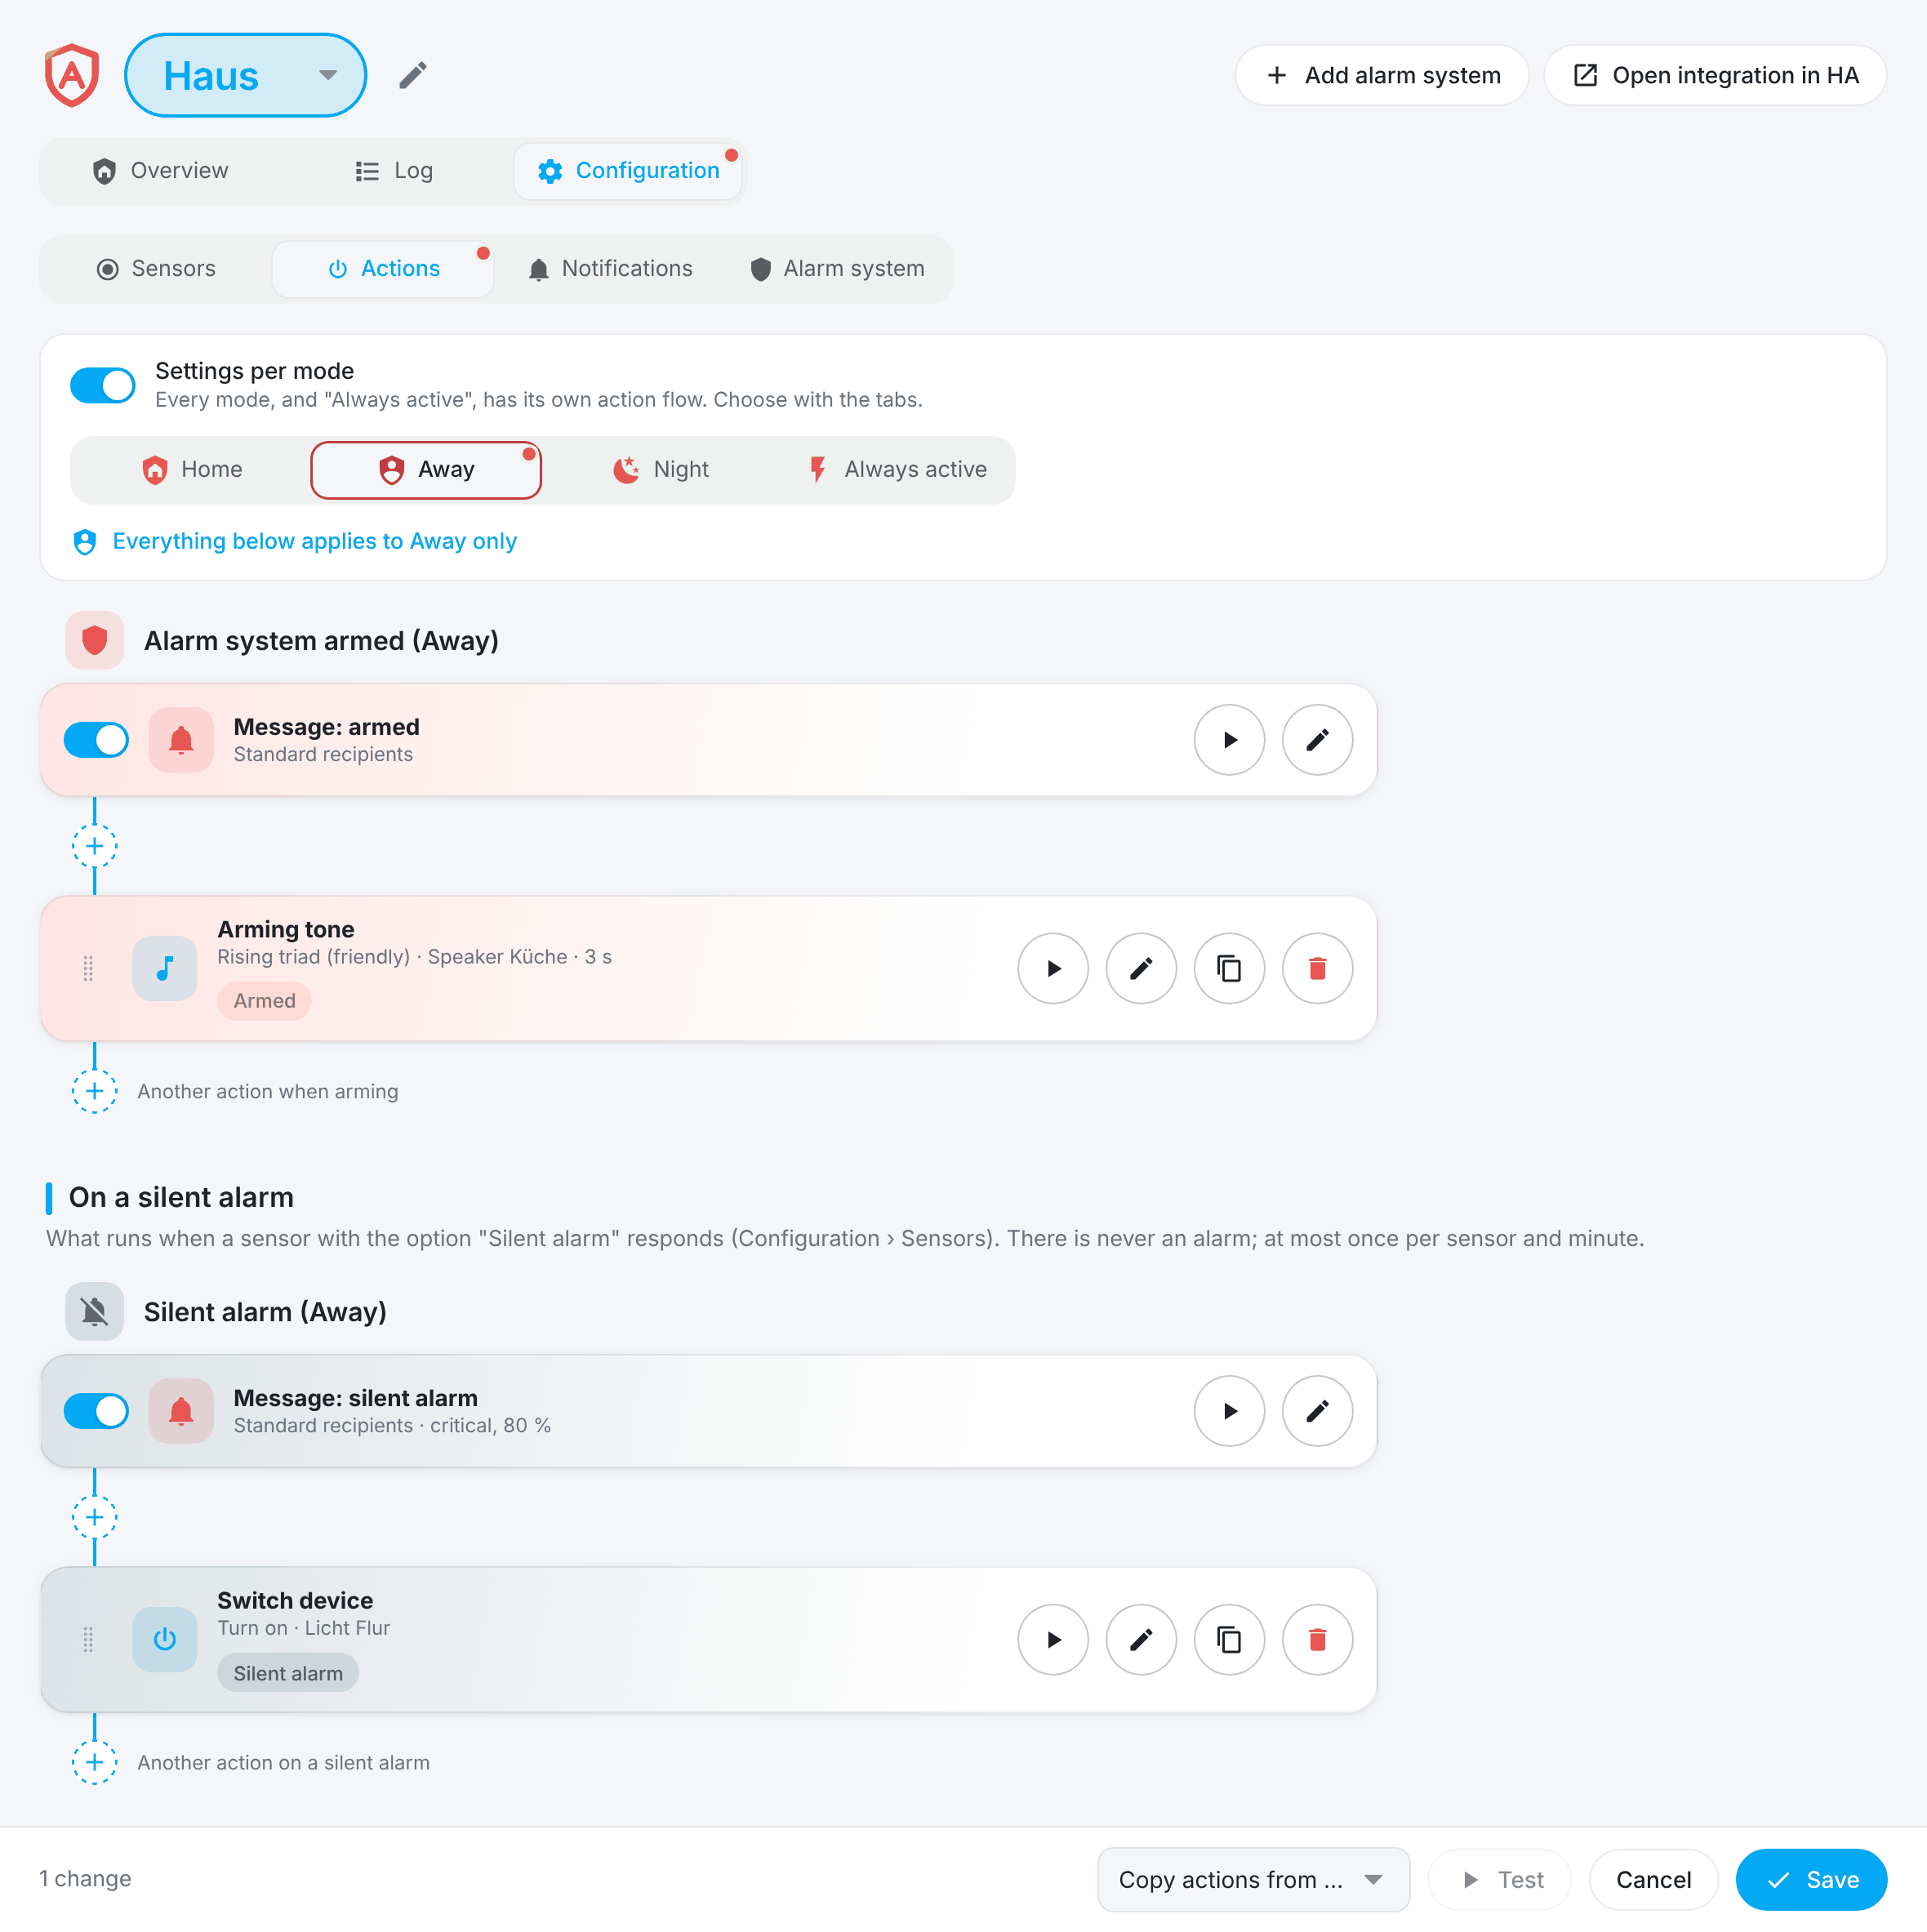 Haus
Add alarm system
Open integration in HA
Overview
Log
Configuration
Sensors
Actions
Notifications
Alarm system
Settings per mode
Every mode, and "Always active", has its own action flow. Choose with the tabs.
Home
Away
Night
Always active
Everything below applies to Away only
Alarm system armed (Away)
Message: armed
Standard recipients
Arming tone
Rising triad (friendly) · Speaker Küche · 3 s
Armed
Another action when arming
On a silent alarm
What runs when a sensor with the option "Silent alarm" responds (Configuration › Sensors). There is never an alarm; at most once per sensor and minute.
Silent alarm (Away)
Message: silent alarm
Standard recipients · critical, 80 %
Switch device
Turn on · Licht Flur
Silent alarm
Another action on a silent alarm
1 change
Copy actions from ...
Test
Cancel
Save